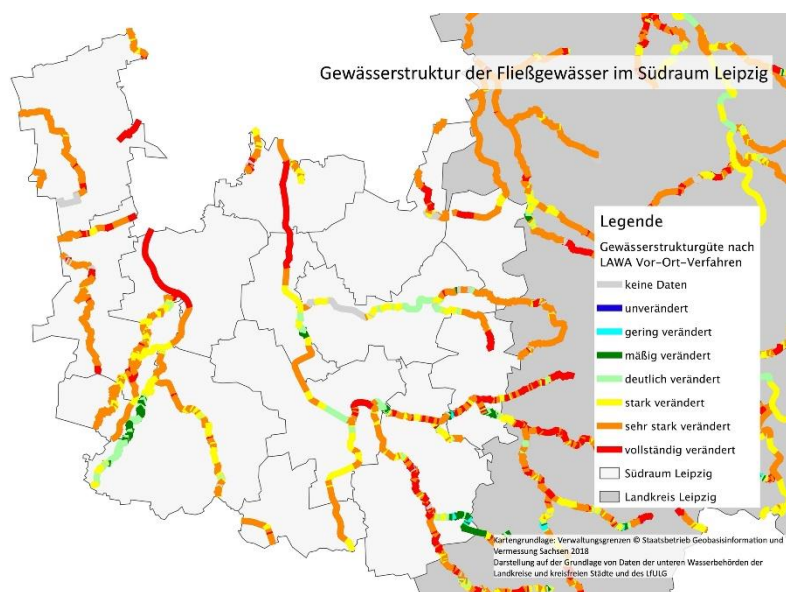 Gewässerstruktur der Fließgewässer im Südraum Leipzig
Legende
Gewässerstrukturgüte nach
LAWA Vor-Ort-Verfahren
keine Daten
unverändert
gering verändert
mäßig verändert
deutlich verändert
stark verändert
sehr stark verändert
vollständig verändert
Südraum Leipzig
Landkreis Leipzig
Kartengrundlage: Verwaltungsgrenzen © Staatsbetrieb Geobasisinformation und
Vermessung Sachsen 2018
Darstellung auf der Grundlage von Daten der unteren Wasserbehörden der
Landkreise und kreisfreien Städte und des LfULG